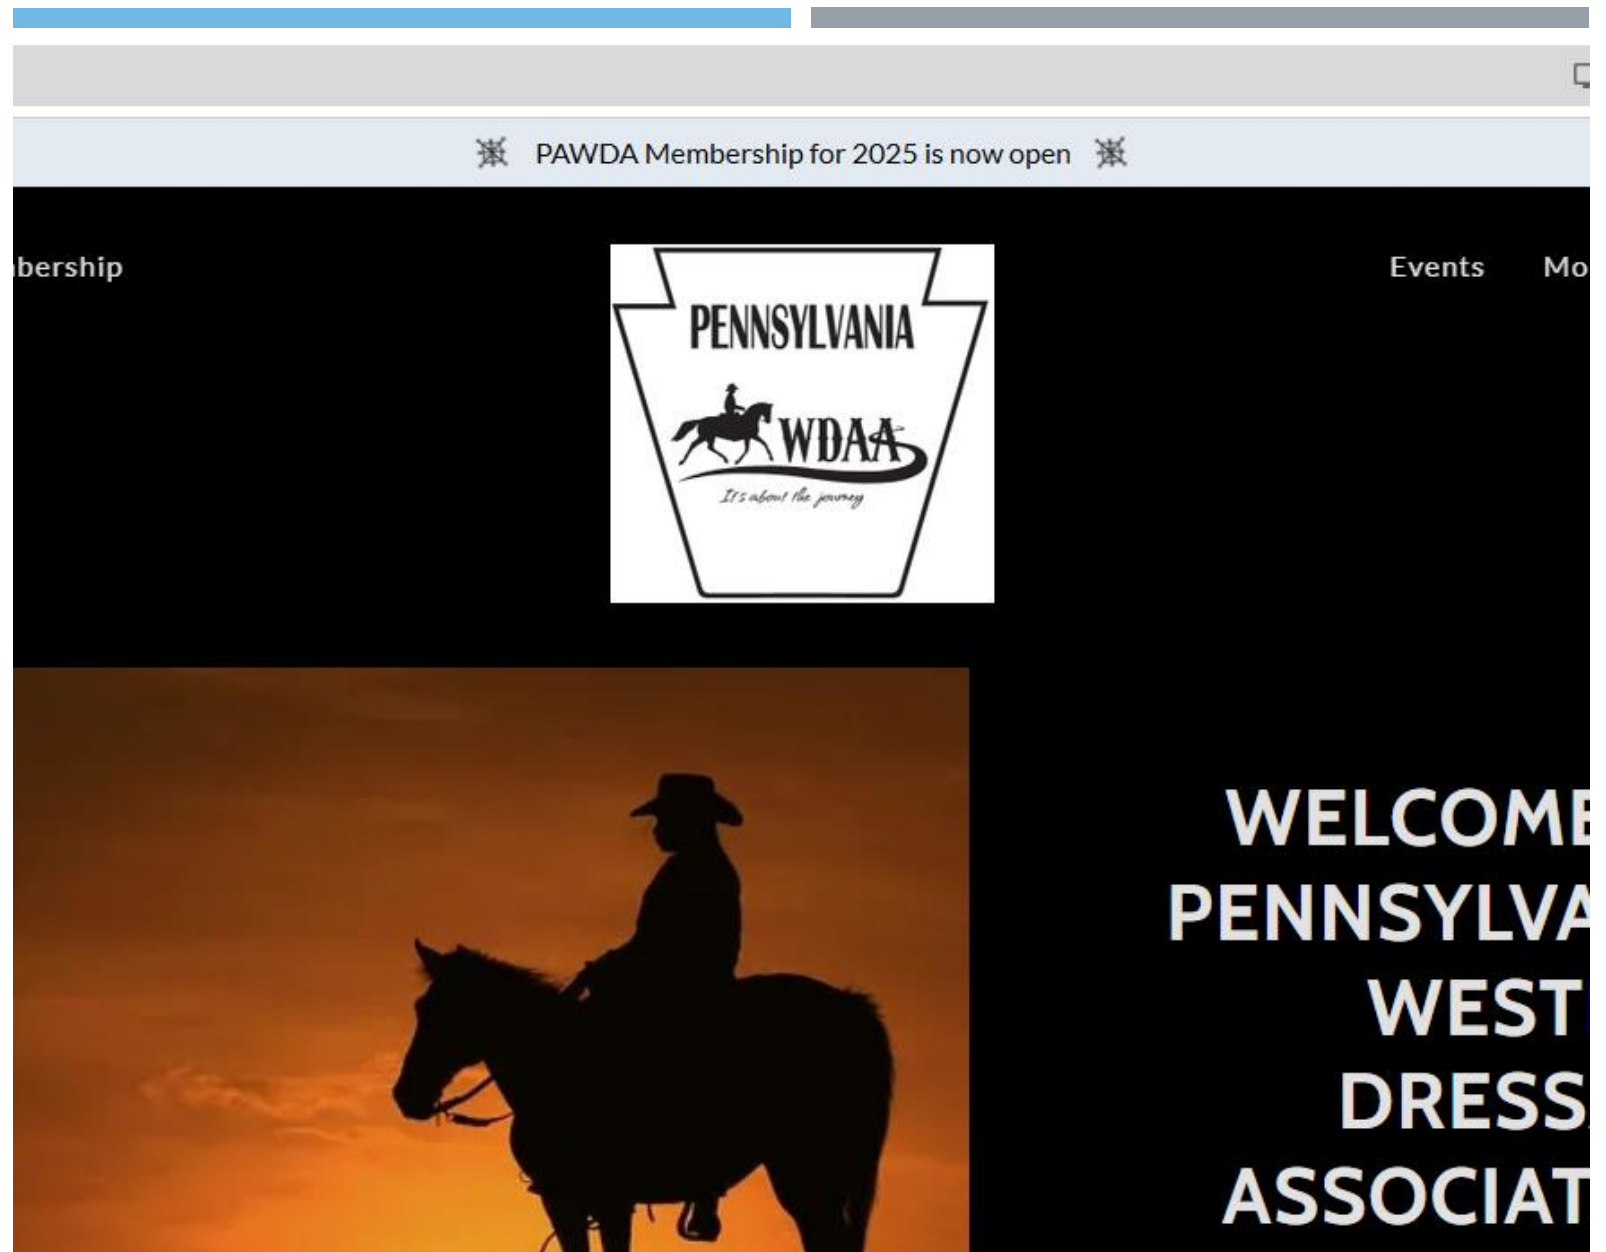 PAWDA Membership for 2025 is now open
bership
Events
Mo
PENNSYLVANIA
WDAA
It's about the journey
WELCOME
PENNSYLVA
WEST
DRESS
ASSOCIAT